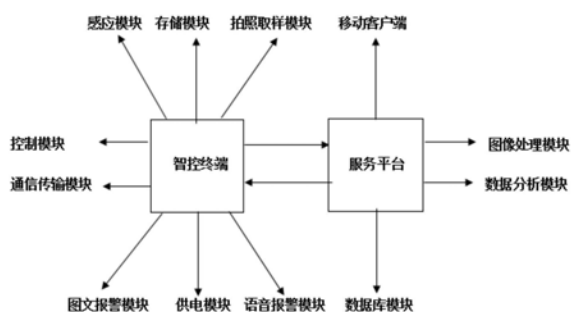 感应模块 存储模块 拍照取样模块 移动客户端
控制模块 智控终端 服务平台 图像处理模块
通信传输模块 数据分析模块
图文报警模块 供电模块 语音报警模块 数据库模块